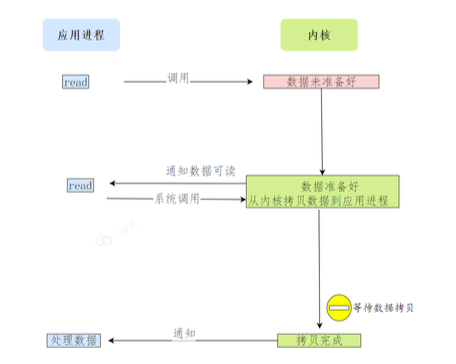 应用进程
内核
read
调用
数据未准备好
通知数据可读
read
数据准备好
系统调用
从内核拷贝数据到应用进程
等待数据拷贝
处理数据
通知
拷贝完成